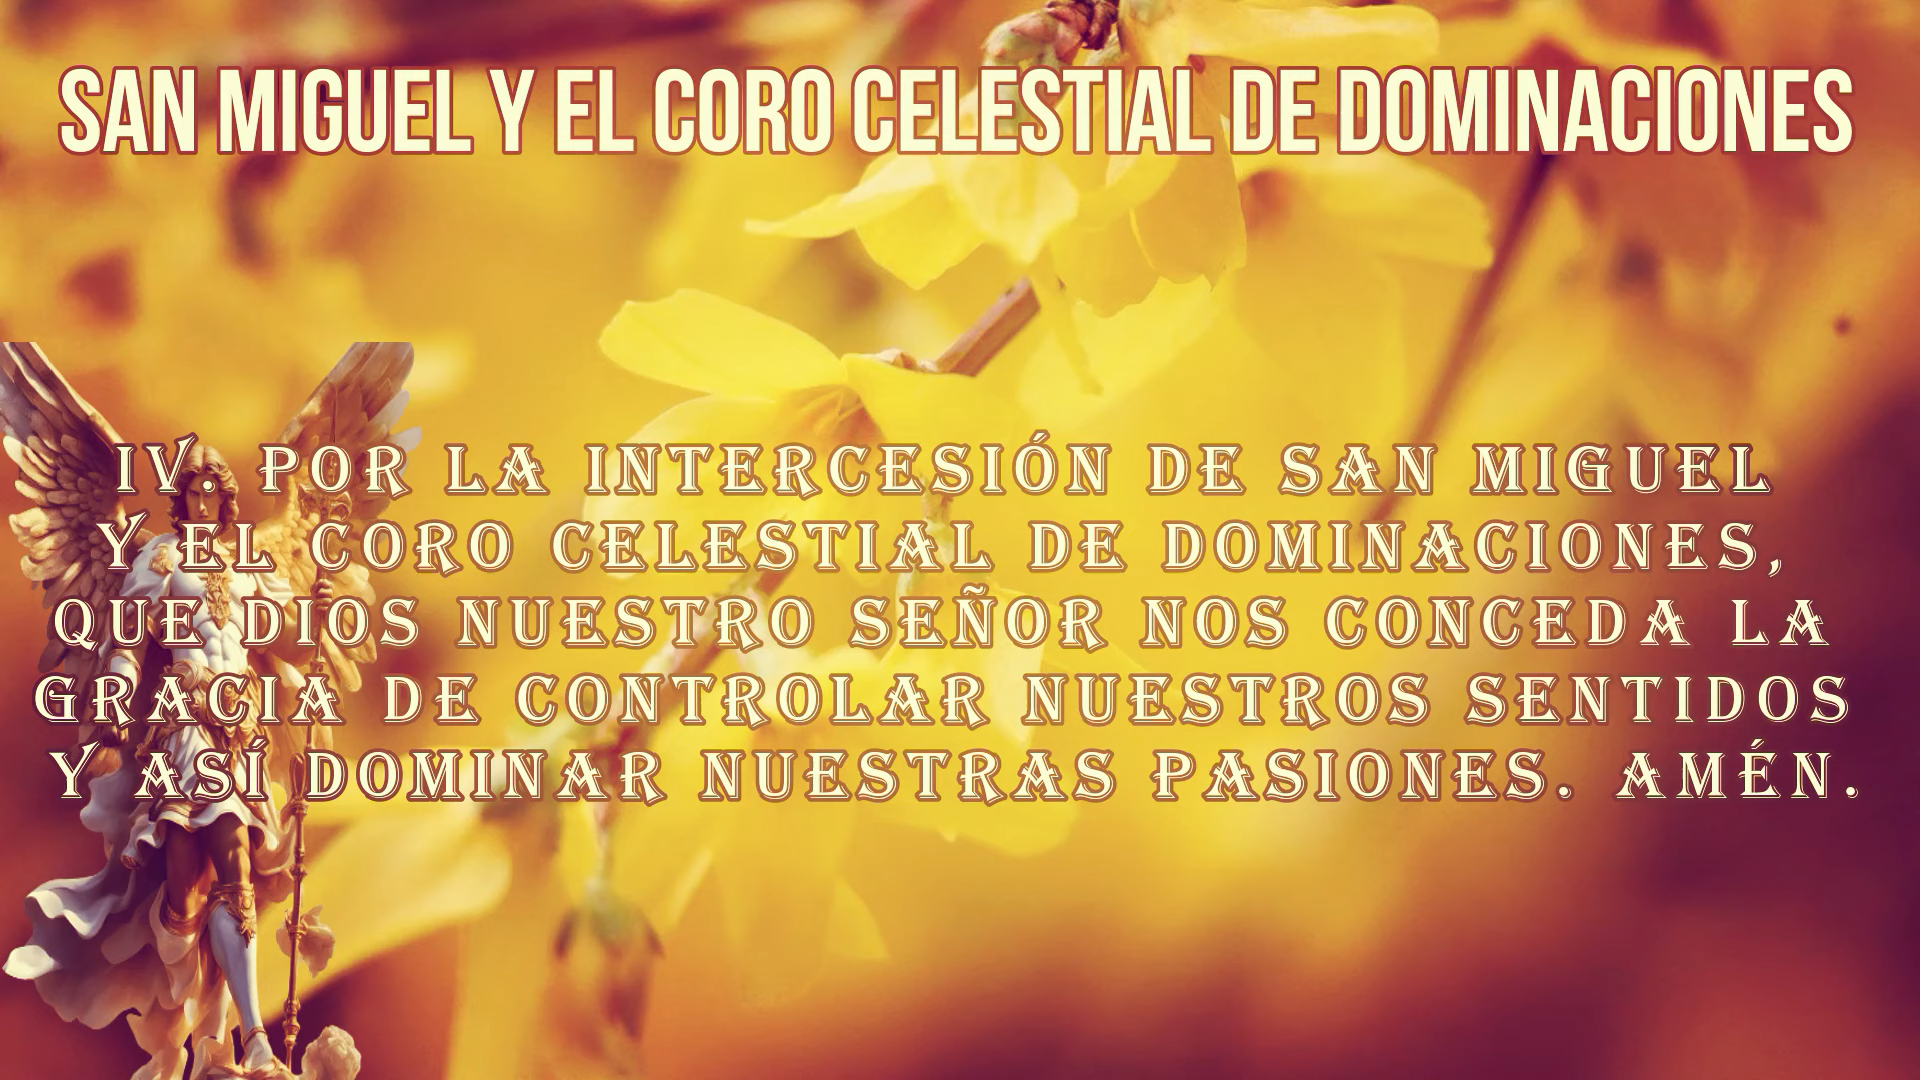 SAN MIGUEL Y EL CORO CELESTIAL DE DOMINACIONES
IV. POR LA INTERCESIÓN DE SAN MIGUEL
Y EL CORO CELESTIAL DE DOMINACIONES,
QUE DIOS NUESTRO SEÑOR NOS CONCEDA LA
GRACIA DE CONTROLAR NUESTROS SENTIDOS
Y ASÍ DOMINAR NUESTRAS PASIONES. AMÉN.